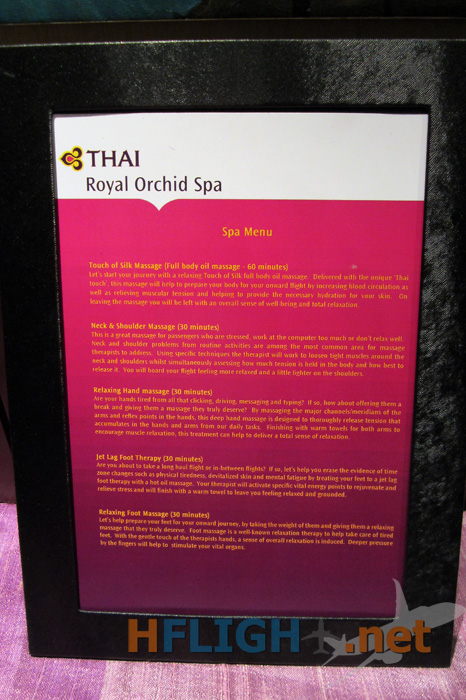 THAI
Royal Orchid Spa
Spa Menu
Touch of Silk Massage (Full body oil massage - 60 minutes)
Let's start your journey with a relaxing Touch of Silk full body oil massage. Delivered with the unique 'Thai
touch', this massage will help to prepare your body for your onward flight by increasing blood circulation as
well as relieving muscular tension and helping to provide the necessary hydration for your skin. On
leaving the massage you will be left with an overall sense of well-being and total relaxation.
Neck & Shoulder Massage (30 minutes)
This is a great massage for passengers who are stressed, work at the computer too much or don't relax well.
Neck and shoulder problems from routine activities are among the most common area for massage
therapists to address. Using specific techniques the therapist will work to loosen tight muscles around the
neck and shoulders whilst simultaneously assessing how much tension is held in the body and how best to
release it. You will board your flight feeling more relaxed and a little lighter on the shoulders.
Relaxing Hand massage (30 minutes)
Are your hands tired from all that clicking, driving, messaging and typing? If so, how about offering them a
break and giving them a massage they truly deserve? By massaging the major channels/meridians of the
arms and reflex points in the hands, this deep hand massage is designed to thoroughly release tension that
accumulates in the hands and arms from our daily tasks. Finishing with warm towels for both arms to
encourage muscle relaxation, this treatment can help to deliver a total sense of relaxation.
Jet Lag Foot Therapy (30 minutes)
Are you about to take a long haul flight or in-between flights? If so, let's help you erase the evidence of time
zone changes such as physical tiredness, devitalized skin and mental fatigue by treating your feet to a jet lag
foot therapy with a hot oil massage. Your therapist will activate specific vital energy points to rejuvenate and
relieve stress and will finish with a warm towel to leave you feeling relaxed and grounded.
Relaxing Foot Massage (30 minutes)
Let's help prepare your feet for your onward journey, by taking the weight of them and giving them a relaxing
massage that they truly deserve. Foot massage is a well-known relaxation therapy to help take care of tired
feet. With the gentle touch of the therapists hands, a sense of overall relaxation is induced. Deeper pressure
by the fingers will help to stimulate your vital organs.
HFLIGHT.net